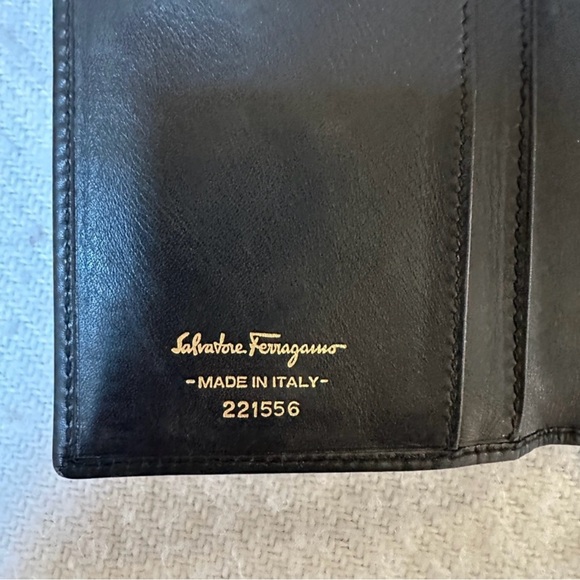 Salvatore Ferragamo
-MADE IN ITALY-
221556